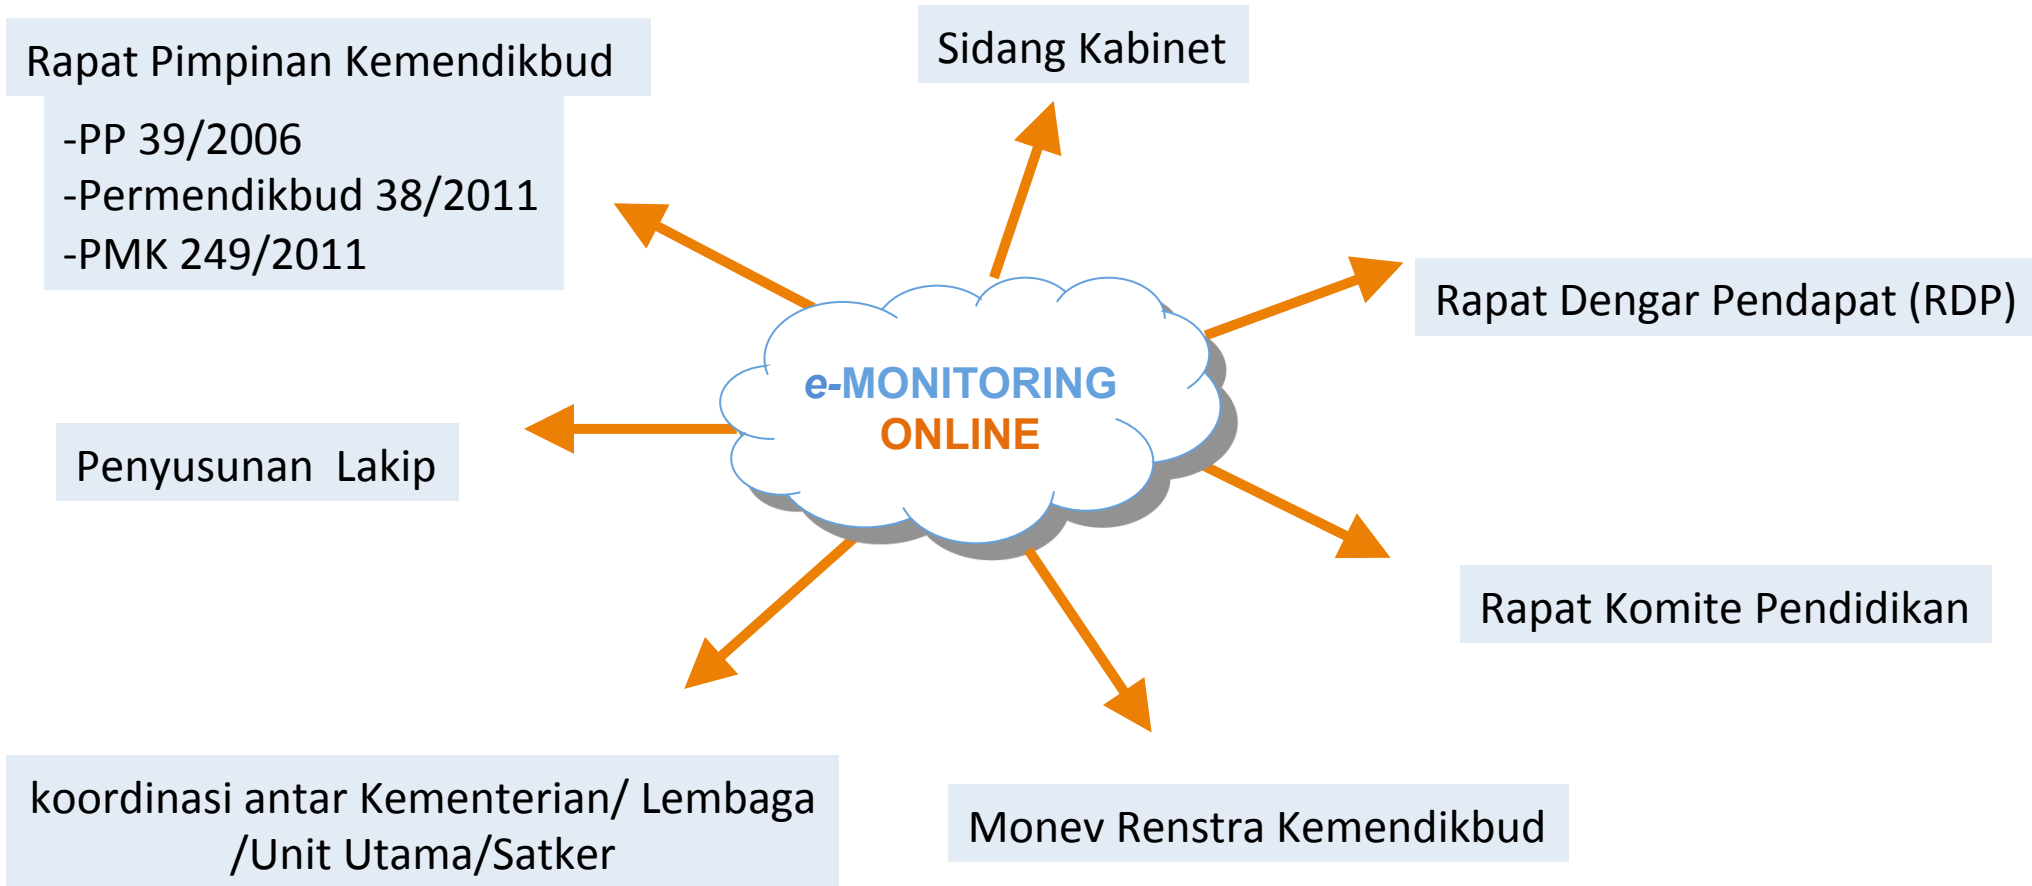 Rapat Pimpinan Kemendikbud
-PP 39/2006
-Permendikbud 38/2011
-PMK 249/2011
Sidang Kabinet
Rapat Dengar Pendapat (RDP)
e-MONITORING
ONLINE
Penyusunan Lakip
Rapat Komite Pendidikan
koordinasi antar Kementerian/ Lembaga
/Unit Utama/Satker
Monev Renstra Kemendikbud